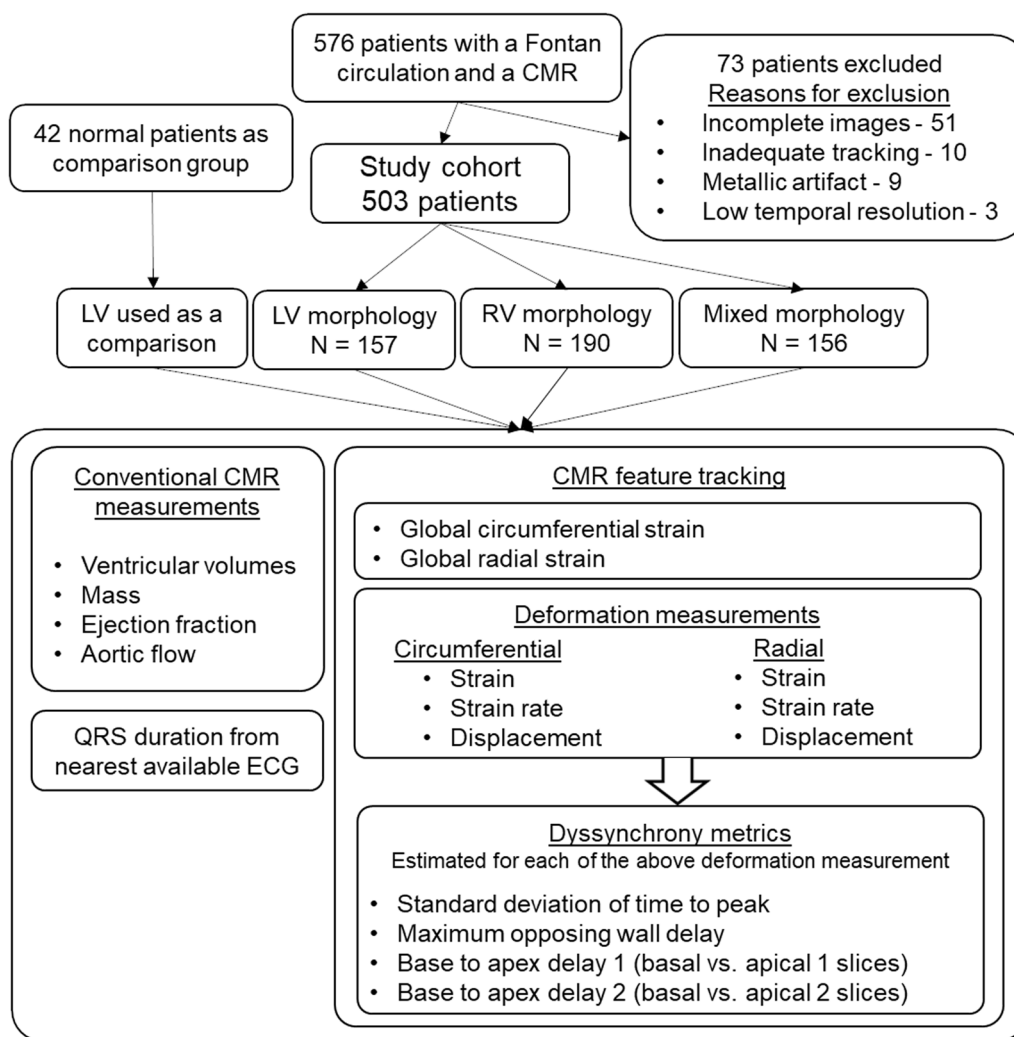 576 patients with a Fontan
circulation and a CMR
73 patients excluded
Reasons for exclusion
• Incomplete images - 51
• Inadequate tracking - 10
• Metallic artifact - 9
• Low temporal resolution - 3
42 normal patients as
comparison group
Study cohort
503 patients
LV used as a
comparison
LV morphology
N = 157
RV morphology
N = 190
Mixed morphology
N = 156
Conventional CMR
measurements
• Ventricular volumes
• Mass
• Ejection fraction
• Aortic flow
QRS duration from
nearest available ECG
CMR feature tracking
• Global circumferential strain
• Global radial strain
Deformation measurements
Circumferential
• Strain
• Strain rate
• Displacement
Radial
• Strain
• Strain rate
• Displacement
Dyssynchrony metrics
Estimated for each of the above deformation measurement
• Standard deviation of time to peak
• Maximum opposing wall delay
• Base to apex delay 1 (basal vs. apical 1 slices)
• Base to apex delay 2 (basal vs. apical 2 slices)